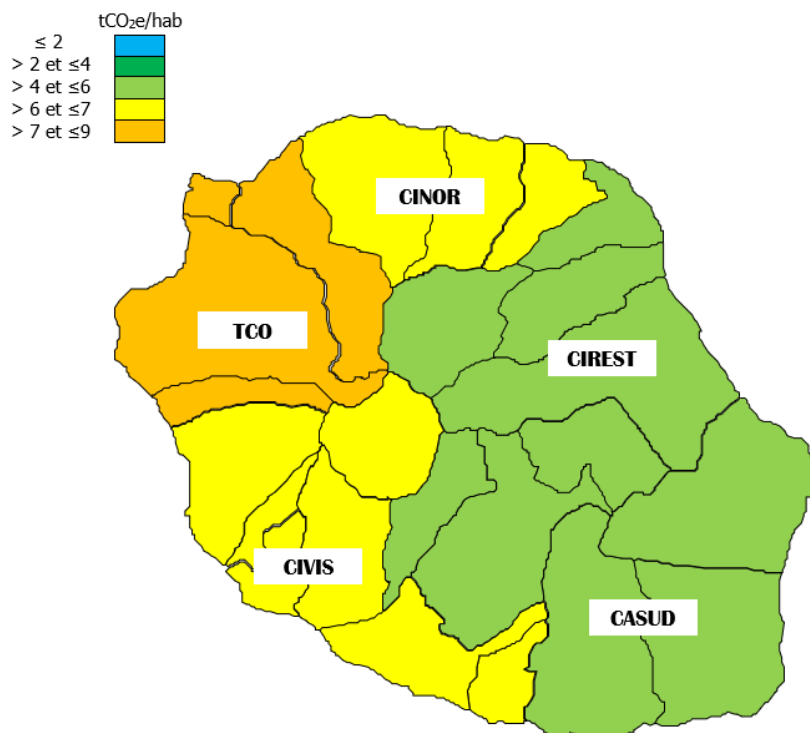 tCO₂e/hab
≤ 2
> 2 et ≤4
> 4 et ≤6
> 6 et ≤7
> 7 et ≤9
CINOR
TCO
CIREST
CIVIS
CASUD